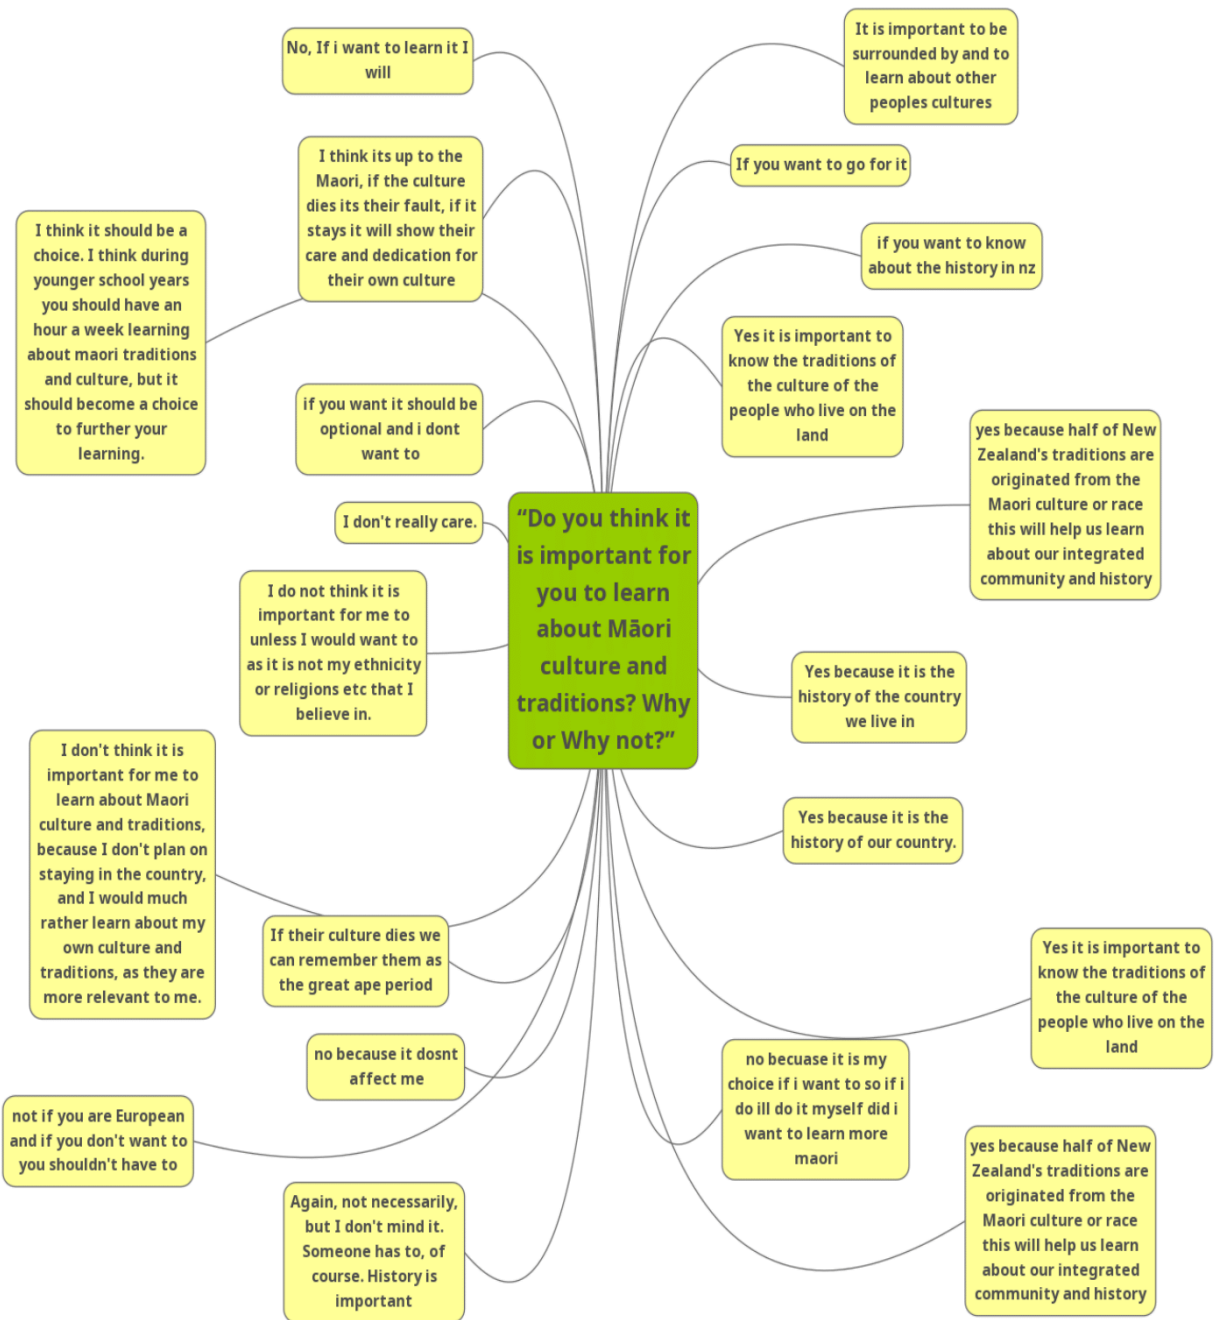 No, If i want to learn it I
will
It is important to be
surrounded by and to
learn about other
peoples cultures
I think its up to the
Maori, if the culture
dies its their fault, if it
stays it will show their
care and dedication for
their own culture
If you want to go for it
I think it should be a
choice. I think during
younger school years
you should have an
hour a week learning
about maori traditions
and culture, but it
should become a choice
to further your
learning.
if you want to know
about the history in nz
Yes it is important to
know the traditions of
the culture of the
people who live on the
land
if you want it should be
optional and i dont
want to
yes because half of New
Zealand's traditions are
originated from the
Maori culture or race
this will help us learn
about our integrated
community and history
I don't really care.
“Do you think it
is important for
you to learn
about Māori
culture and
traditions? Why
or Why not?”
I do not think it is
important for me to
unless I would want to
as it is not my ethnicity
or religions etc that I
believe in.
Yes because it is the
history of the country
we live in
I don't think it is
important for me to
learn about Maori
culture and traditions,
because I don't plan on
staying in the country,
and I would much
rather learn about my
own culture and
traditions, as they are
more relevant to me.
Yes because it is the
history of our country.
If their culture dies we
can remember them as
the great ape period
Yes it is important to
know the traditions of
the culture of the
people who live on the
land
no because it dosnt
affect me
no becuase it is my
choice if i want to so if i
do ill do it myself did i
want to learn more
maori
not if you are European
and if you don't want to
you shouldn't have to
yes because half of New
Zealand's traditions are
originated from the
Maori culture or race
this will help us learn
about our integrated
community and history
Again, not necessarily,
but I don't mind it.
Someone has to, of
course. History is
important